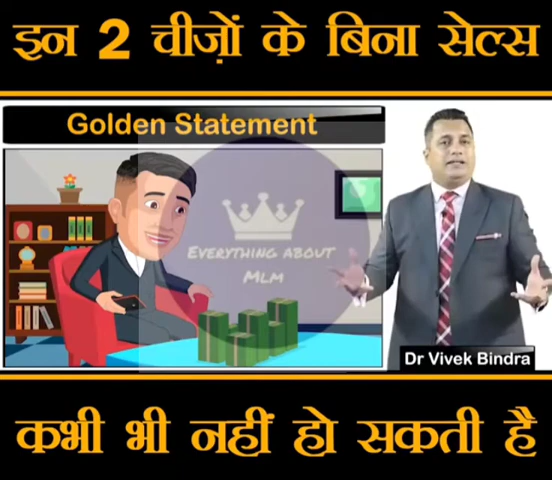 इन 2 चीज़ों के बिना सेल्स
Golden Statement
EVERYTHING ABOUT
MLM
Dr Vivek Bindra
कभी भी नहीं हो सकती है